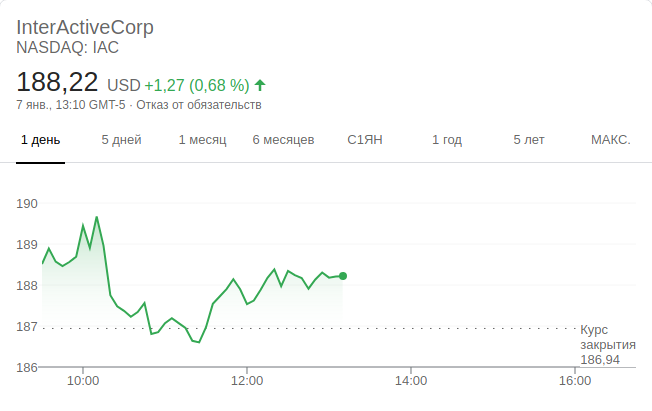 InterActiveCorp
NASDAQ: IAC
188,22 USD +1,27 (0,68 %)
7 янв., 13:10 GMT-5 · Отказ от обязательств
1 день 5 дней 1 месяц 6 месяцев С1ЯН 1 год 5 лет МАКС.
190
189
188
187
Курс
закрытия
186,94
186
10:00 12:00 14:00 16:00